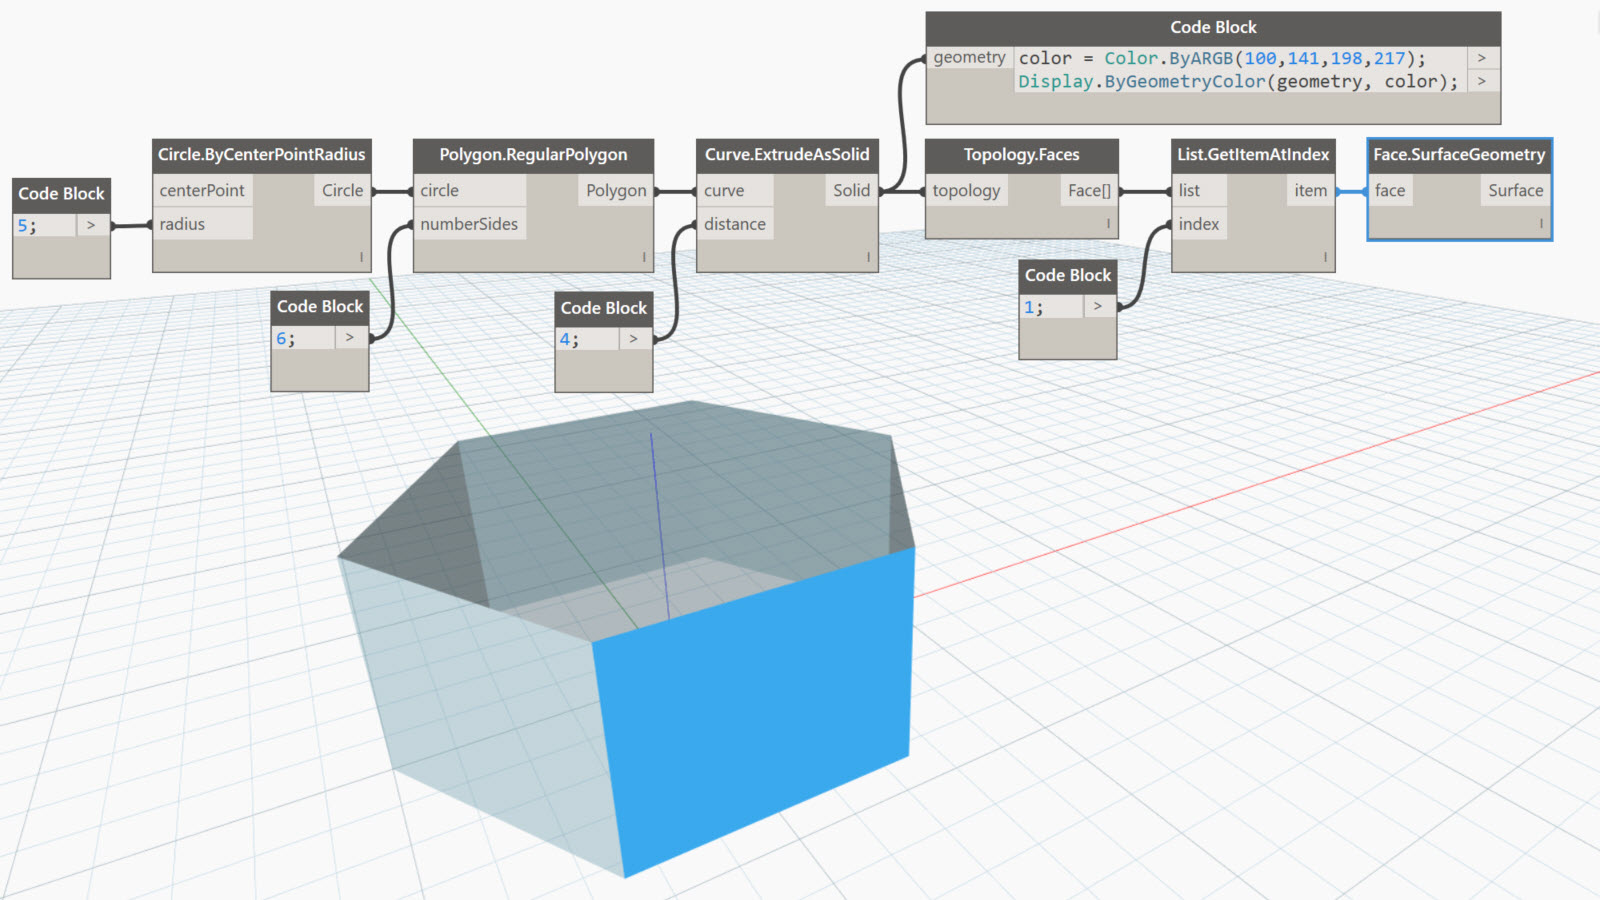 Code Block
geometry
color = Color.ByARGB(100,141,198,217);
>
Display.ByGeometryColor(geometry, color);
>
Code Block
5;
>
Circle.ByCenterPointRadius
centerPoint
Circle
radius
Polygon.RegularPolygon
circle
Polygon
numberSides
Curve.ExtrudeAsSolid
curve
Solid
distance
Topology.Faces
topology
Face[]
List.GetItemAtIndex
list
item
index
Face.SurfaceGeometry
face
Surface
Code Block
6;
>
Code Block
4;
>
Code Block
1;
>